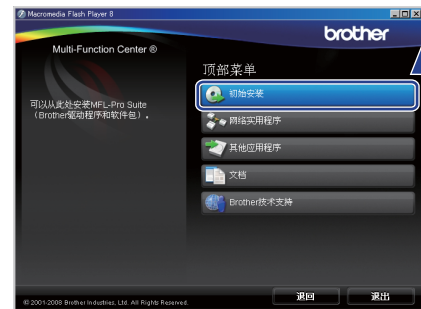 Macromedia Flash Player 8
brother
Multi-Function Center ®
顶部菜单
可以从此处安装MFL-Pro Suite
（Brother驱动程序和软件包）。
初始安装
网络实用程序
其他应用程序
文档
Brother技术支持
© 2001-2008 Brother Industries, Ltd. All Rights Reserved.
退回
退出